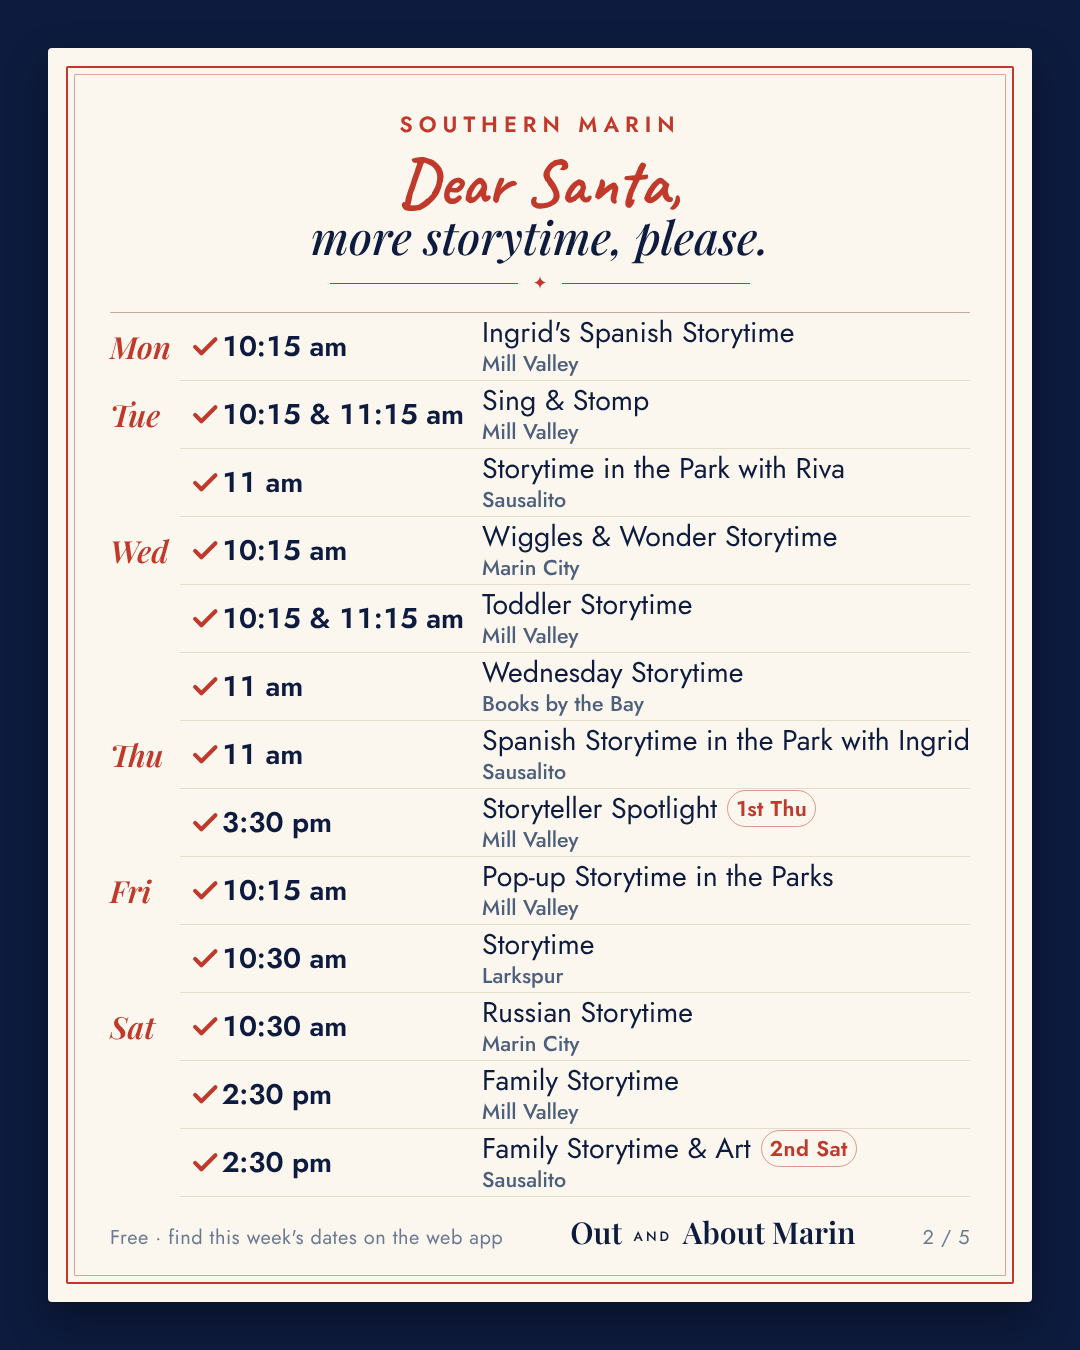 SOUTHERN MARIN
Dear Santa,
more storytime, please.
Mon 10:15 am Ingrid's Spanish Storytime
Mill Valley
Tue 10:15 & 11:15 am Sing & Stomp
Mill Valley
11 am Storytime in the Park with Riva
Sausalito
Wed 10:15 am Wiggles & Wonder Storytime
Marin City
10:15 & 11:15 am Toddler Storytime
Mill Valley
11 am Wednesday Storytime
Books by the Bay
Thu 11 am Spanish Storytime in the Park with Ingrid
Sausalito
3:30 pm Storyteller Spotlight 1st Thu
Mill Valley
Fri 10:15 am Pop-up Storytime in the Parks
Mill Valley
10:30 am Storytime
Larkspur
Sat 10:30 am Russian Storytime
Marin City
2:30 pm Family Storytime
Mill Valley
2:30 pm Family Storytime & Art 2nd Sat
Sausalito
Free · find this week's dates on the web app Out AND About Marin 2 / 5